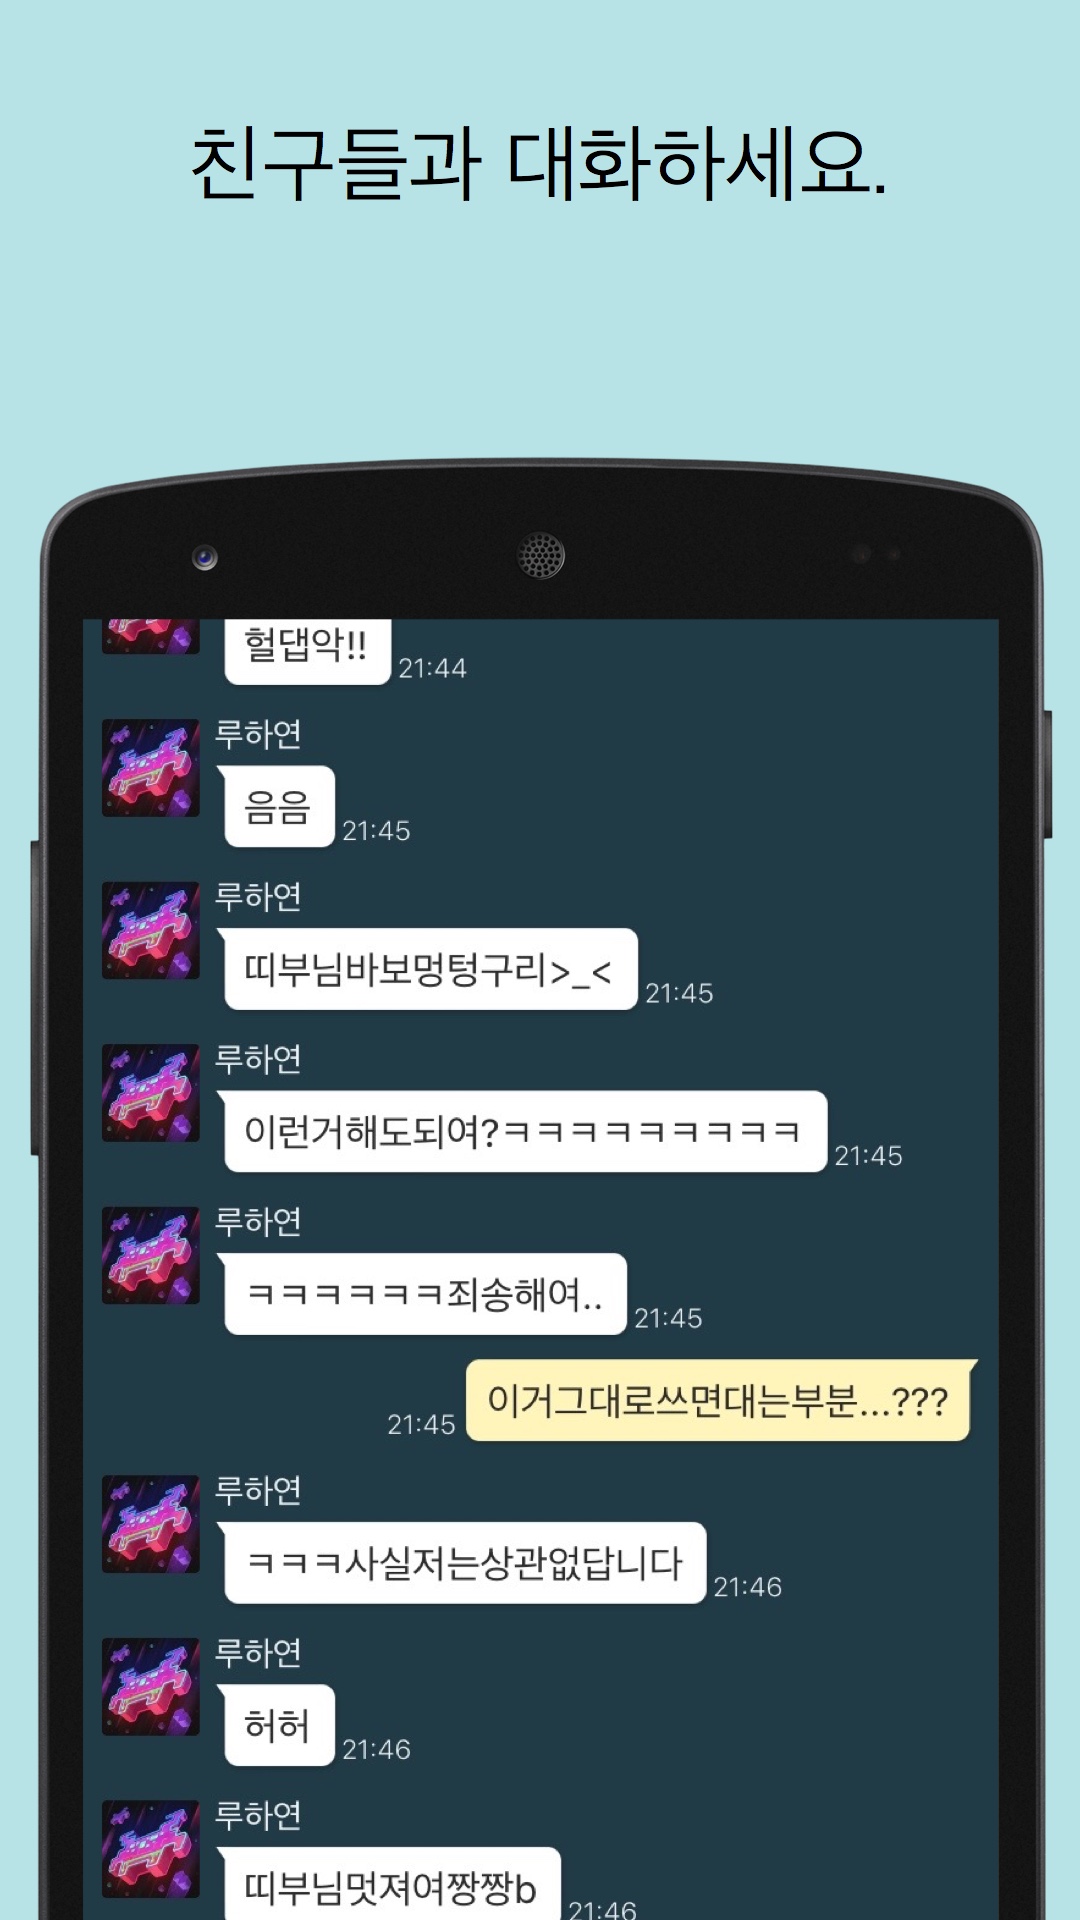 친구들과 대화하세요.
헐댑악!!
21:44
루하연
음음
21:45
루하연
띠부님바보멍텅구리>_<
21:45
루하연
이런거해도되여?ㅋㅋㅋㅋㅋㅋㅋㅋㅋ
21:45
루하연
ㅋㅋㅋㅋㅋㅋ죄송해여..
21:45
이거그대로쓰면대는부분...???
21:45
루하연
ㅋㅋㅋ사실저는상관없답니다
21:46
루하연
허허
21:46
루하연
띠부님멋져여짱짱b
21:46